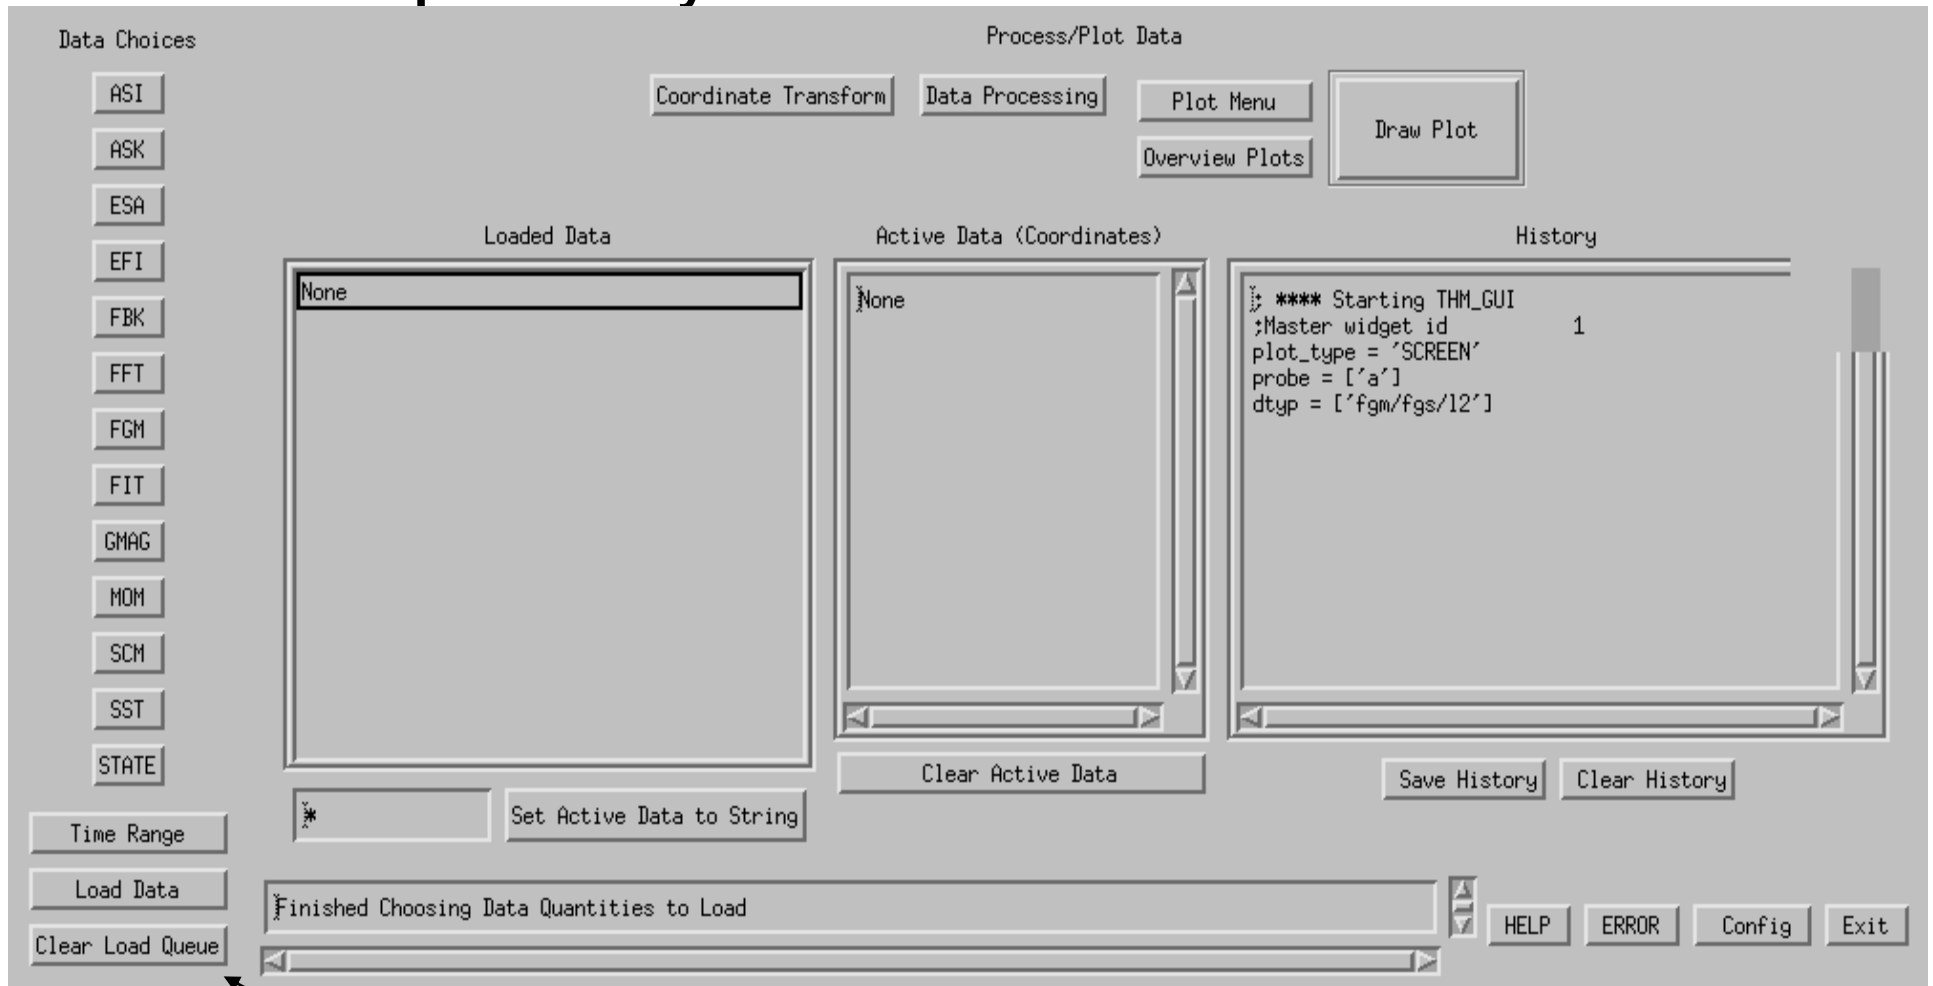 Data Choices
Process/Plot Data
ASI
ASK
ESA
EFI
FBK
FFT
FGM
FIT
GMAG
MOM
SCM
SST
STATE
Time Range
Load Data
Clear Load Queue
Coordinate Transform
Data Processing
Plot Menu
Overview Plots
Draw Plot
Loaded Data
None
*
Set Active Data to String
Active Data (Coordinates)
None
Clear Active Data
History
; **** Starting THM_GUI
;Master widget id 1
plot_type = 'SCREEN'
probe = ['a']
dtyp = ['fgm/fgs/l2']
Save History
Clear History
Finished Choosing Data Quantities to Load
HELP
ERROR
Config
Exit